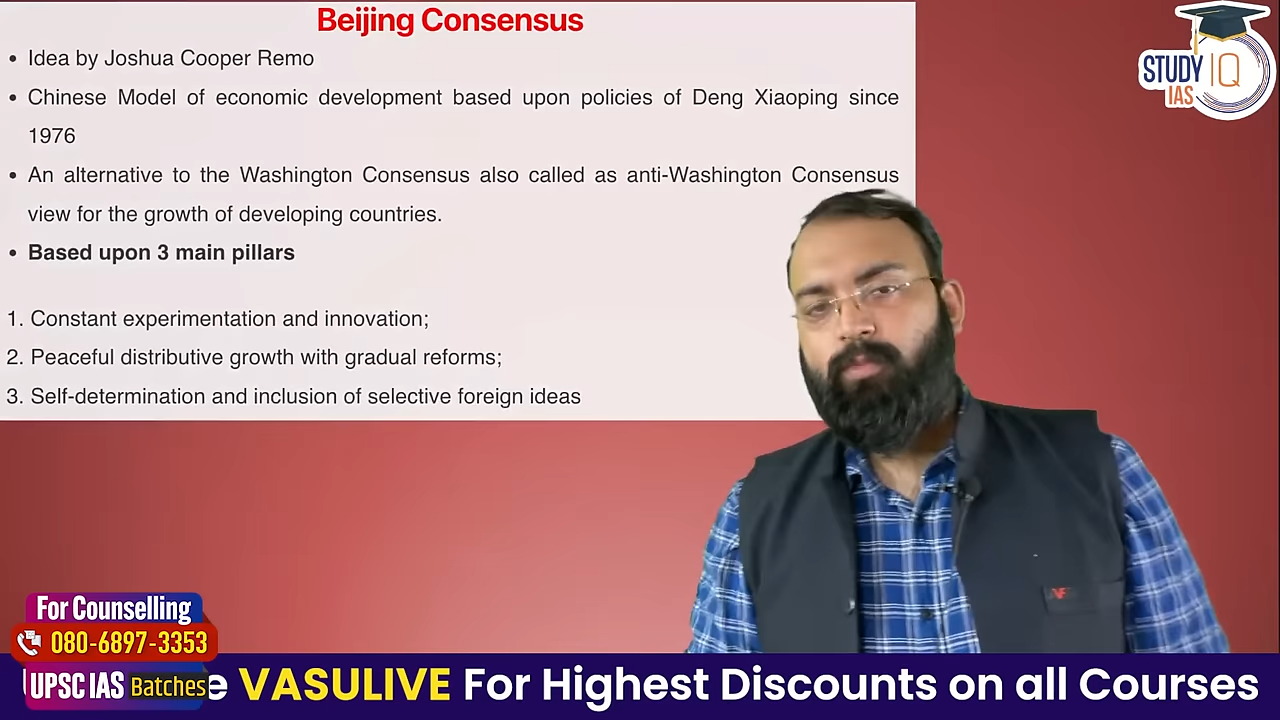 Beijing Consensus
• Idea by Joshua Cooper Remo
• Chinese Model of economic development based upon policies of Deng Xiaoping since
1976
• An alternative to the Washington Consensus also called as anti-Washington Consensus
view for the growth of developing countries.
• Based upon 3 main pillars
1. Constant experimentation and innovation;
2. Peaceful distributive growth with gradual reforms;
3. Self-determination and inclusion of selective foreign ideas
STUDY IQ
IAS
For Counselling
080-6897-3353
UPSC IAS Batches
e VASULIVE For Highest Discounts on all Courses